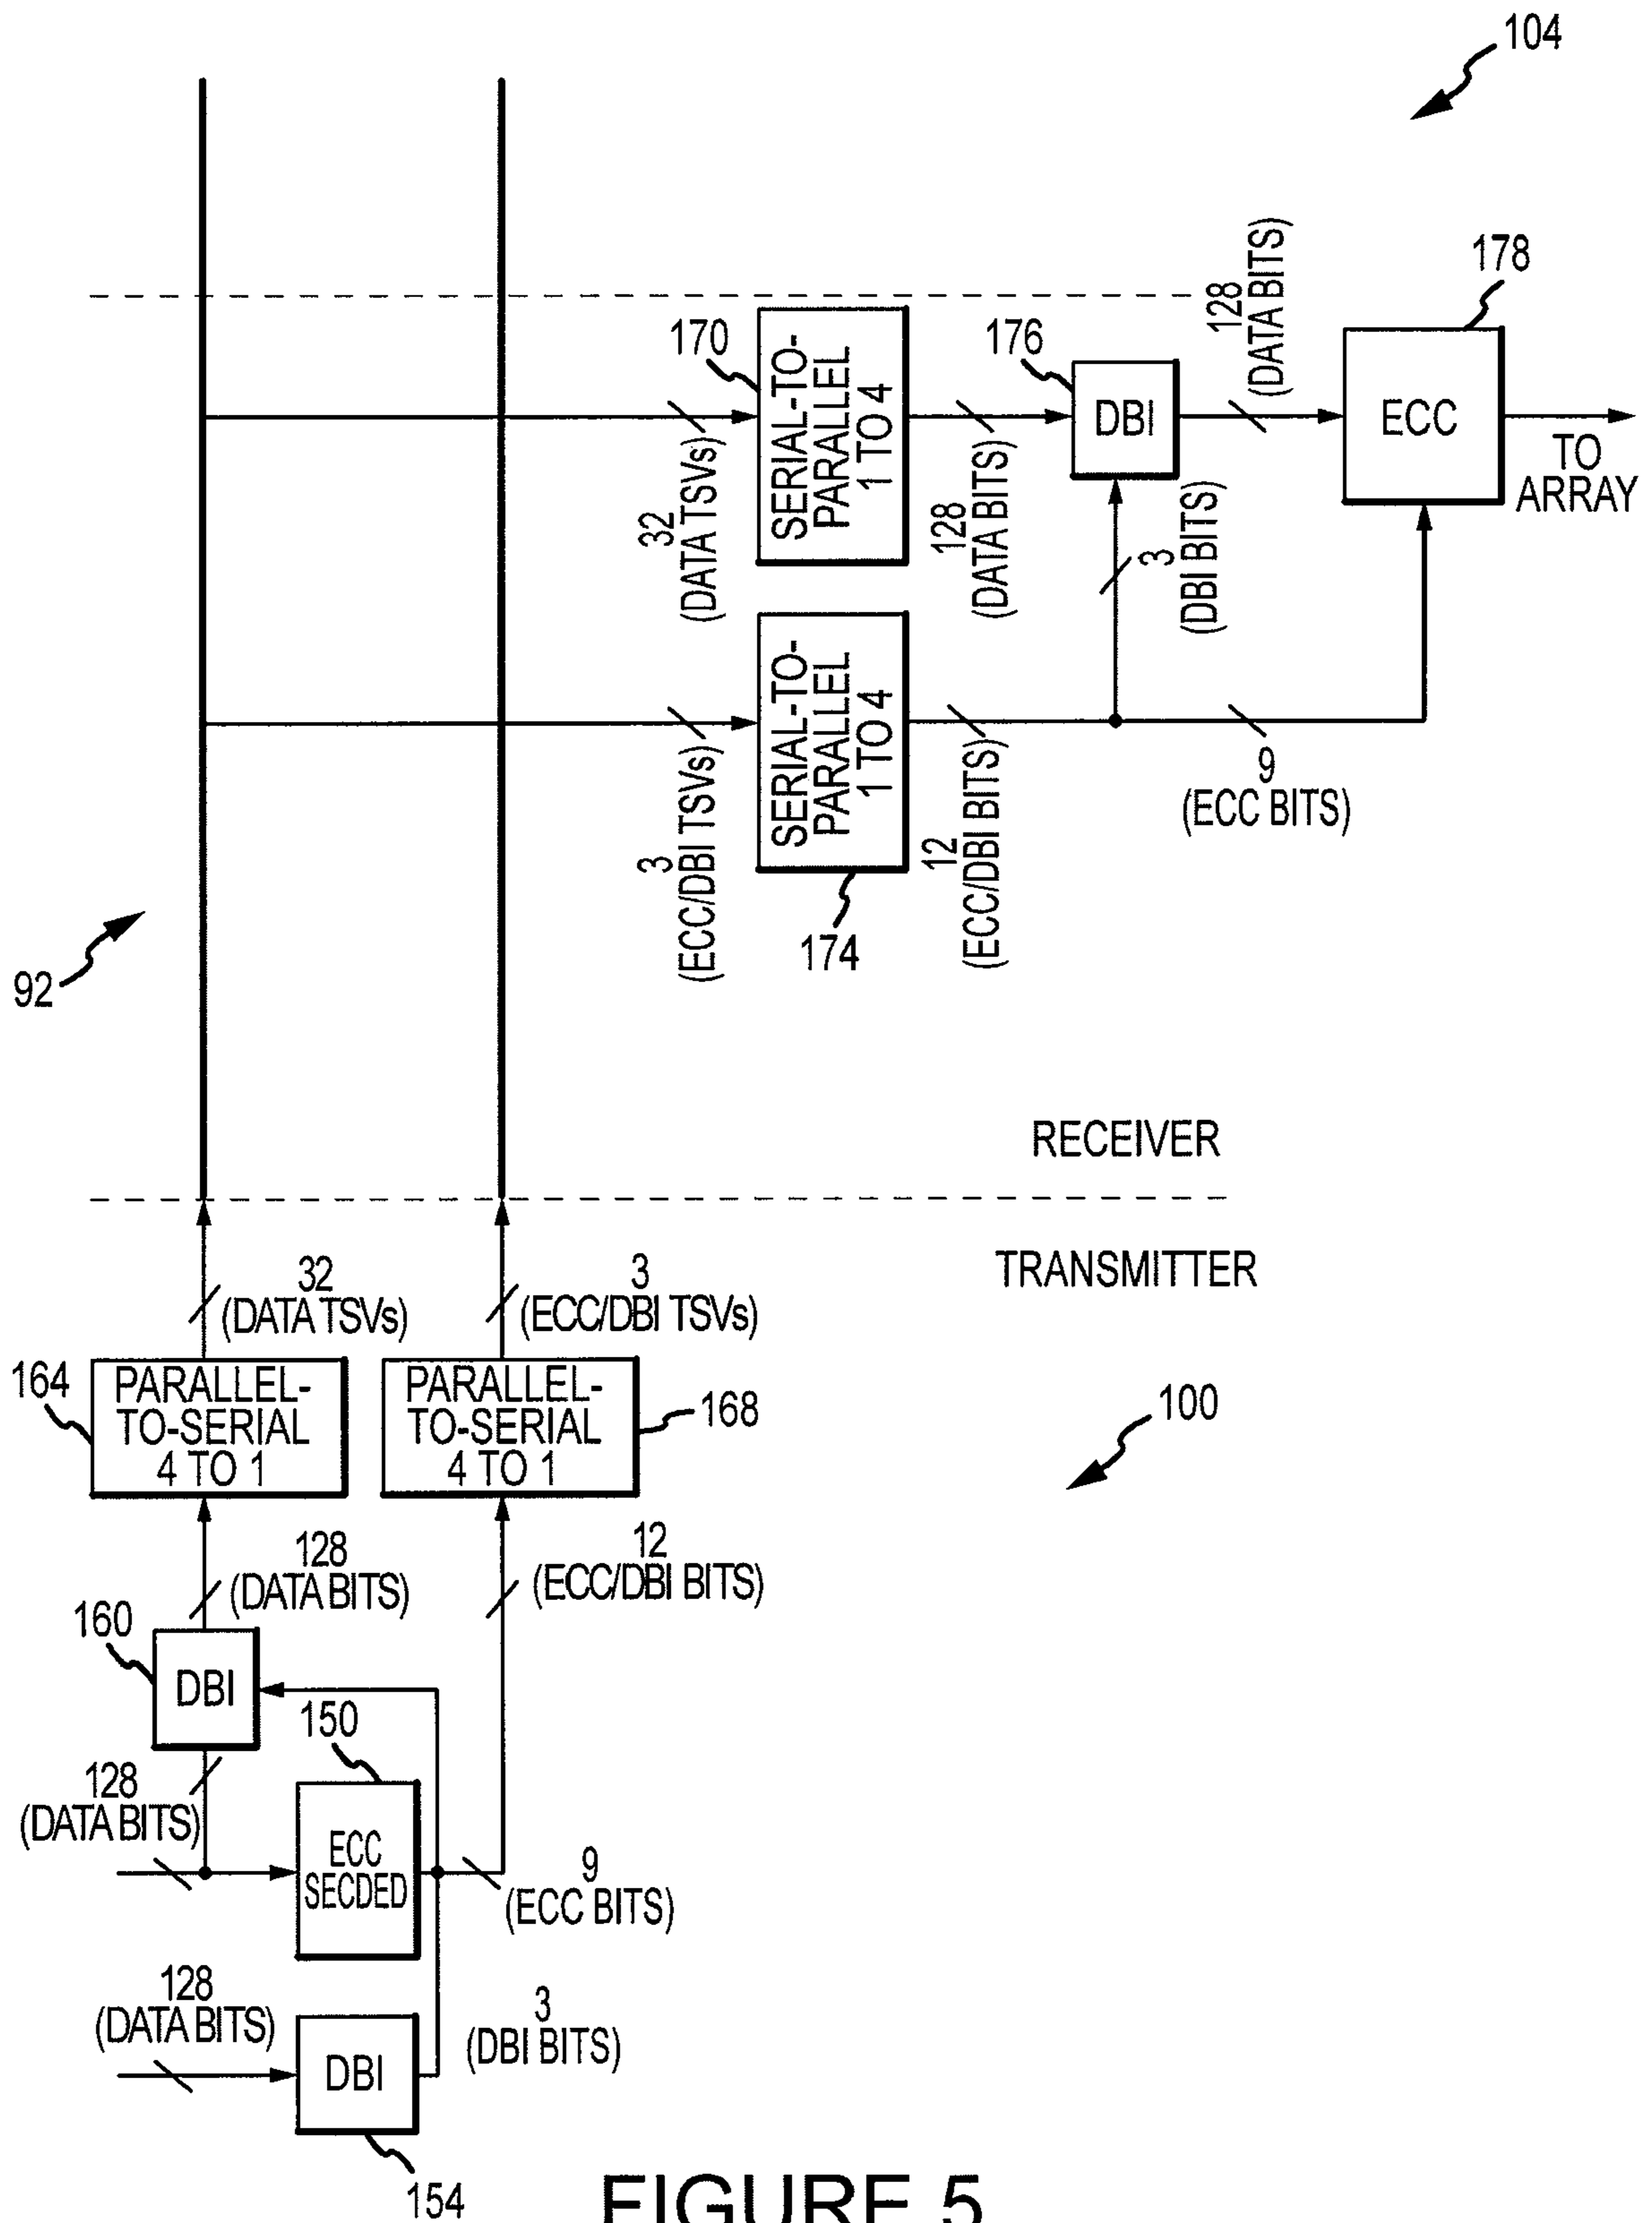 104
178
128
(DATA BITS)
170
176
SERIAL-TO-
PARALLEL
1 TO 4
DBI
ECC
TO
ARRAY
32
(DATA TSVs)
128
(DATA BITS)
3
(DBI BITS)
SERIAL-TO-
PARALLEL
1 TO 4
3
(ECC/DBI TSVs)
12
(ECC/DBI BITS)
9
(ECC BITS)
174
92
RECEIVER
TRANSMITTER
32
(DATA TSVs)
3
(ECC/DBI TSVs)
164
PARALLEL-
TO-SERIAL
4 TO 1
PARALLEL-
TO-SERIAL
4 TO 1
168
100
128
(DATA BITS)
12
(ECC/DBI BITS)
160
DBI
150
128
(DATA BITS)
ECC
SECDED
9
(ECC BITS)
128
(DATA BITS)
3
(DBI BITS)
DBI
154
FIGURE 5